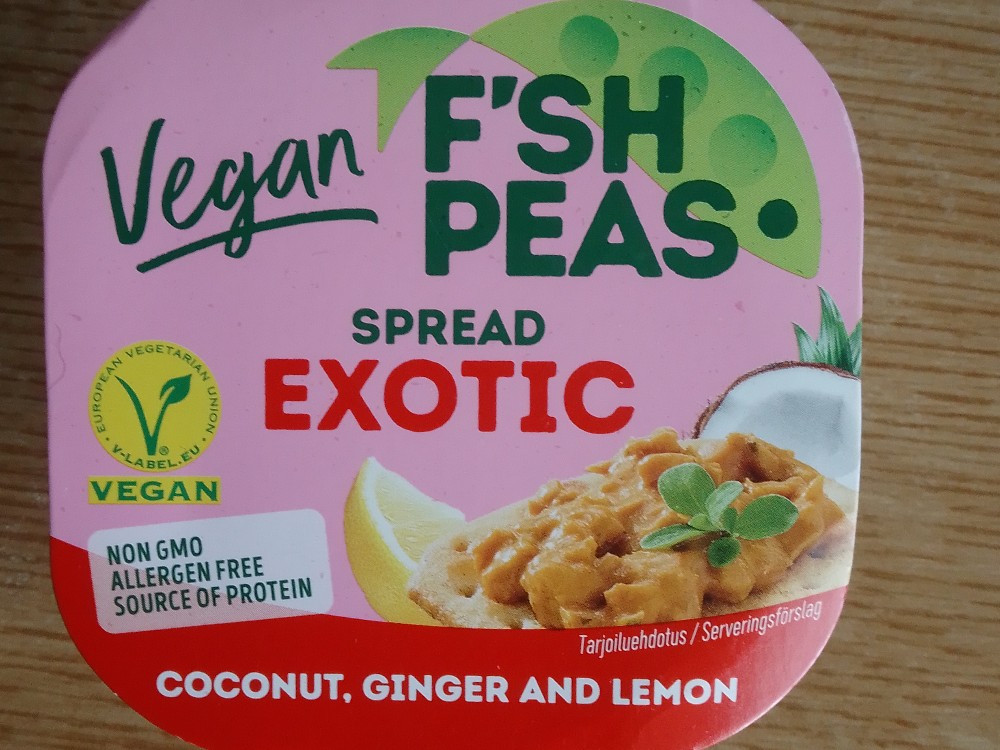 Vegan
F'SH
PEAS
SPREAD
EXOTIC
EUROPEAN VEGETARIAN UNION
V-LABEL.EU
®
VEGAN
NON GMO
ALLERGEN FREE
SOURCE OF PROTEIN
Tarjoiluehdotus / Serveringsförslag
COCONUT, GINGER AND LEMON